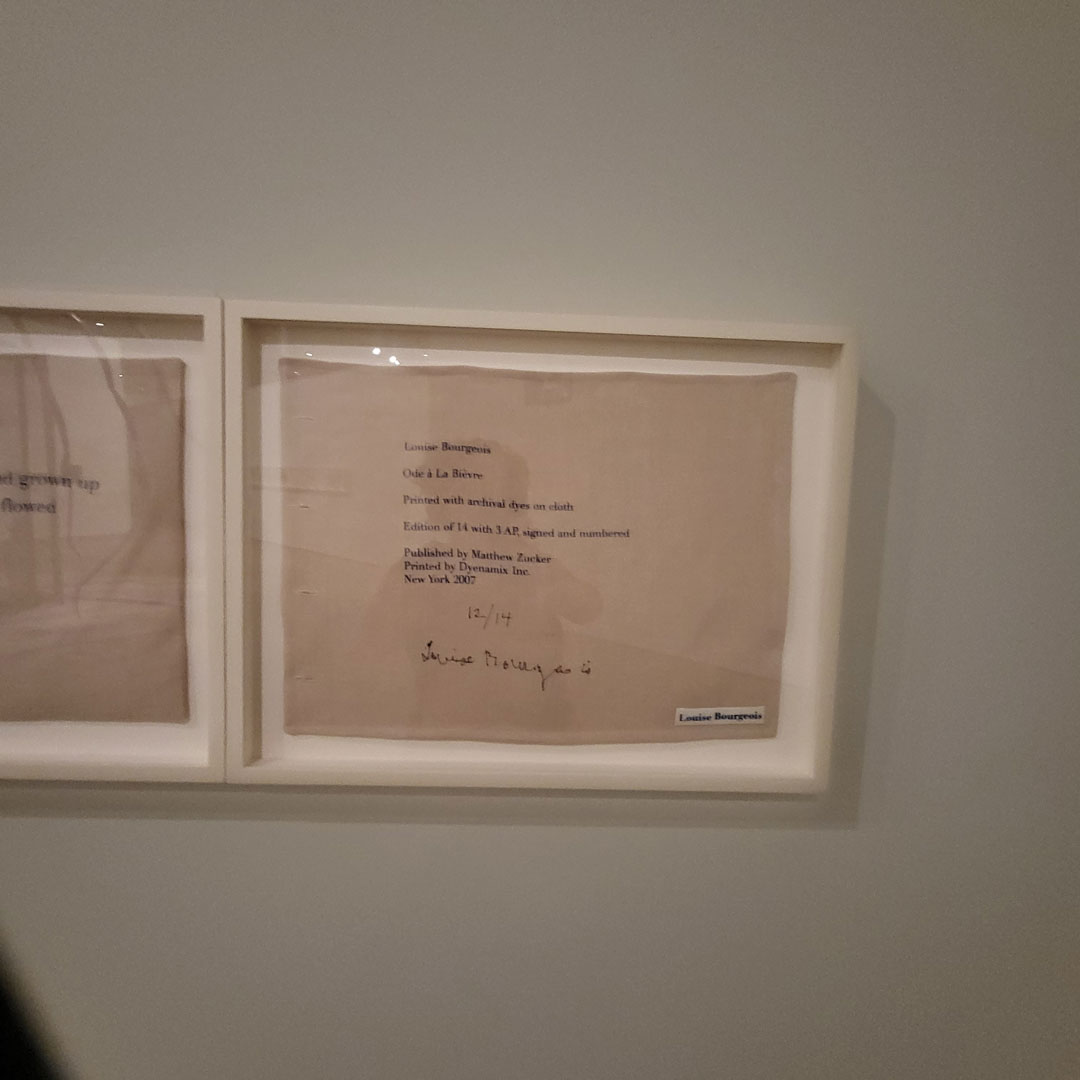 grown up
flowed
Louise Bourgeois
Ode à La Bièvre
Printed with archival dyes on cloth
Edition of 14 with 3 AP, signed and numbered
Published by Matthew Zucker
Printed by Dyenamix Inc.
New York 2007
12/14
Louise Bourgeois
Louise Bourgeois